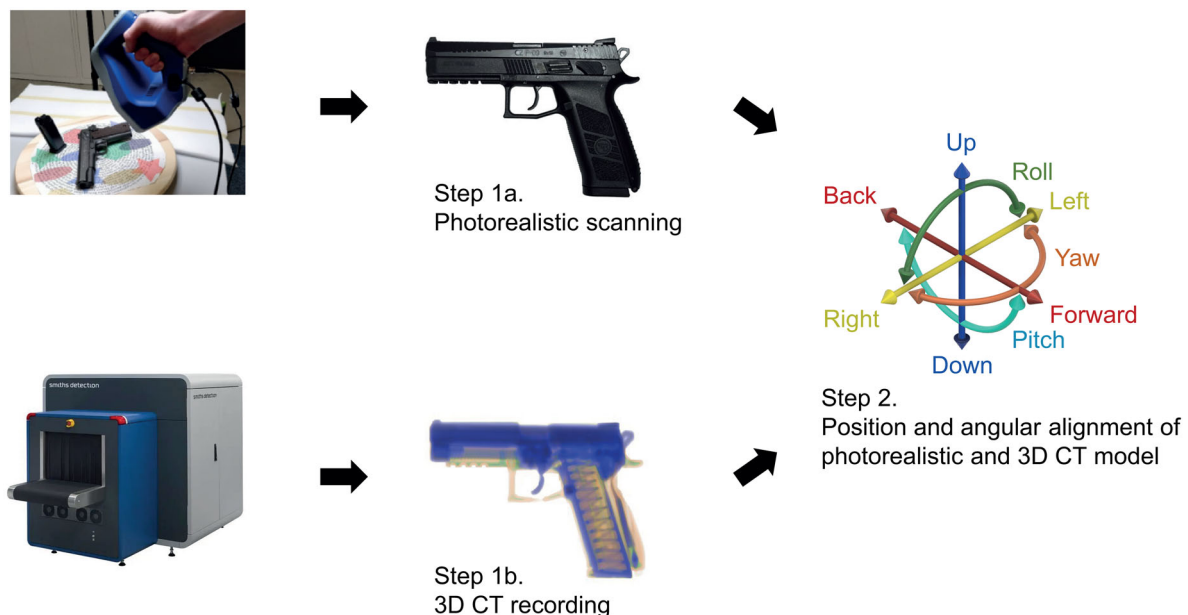 Step 1a.
Photorealistic scanning
Up
Roll
Back
Left
Yaw
Right
Forward
Pitch
Down
smiths detection
smiths detection
Step 2.
Position and angular alignment of
photorealistic and 3D CT model
Step 1b.
3D CT recording